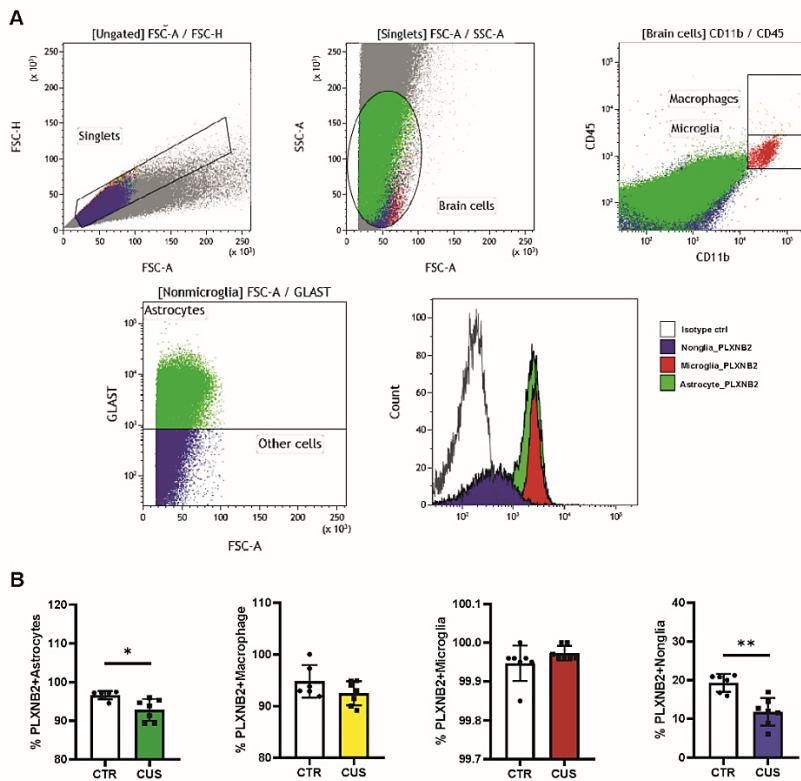 A
[Ungated] FSC-A / FSC-H
(x 10³)
FSC-H
250
200
150
100
50
0
Singlets
0 50 100 150 200 250
(x 10³)
FSC-A
[Singlets] FSC-A / SSC-A
(x 10³)
SSC-A
250
200
150
100
50
0
Brain cells
0 50 100 150 200 250
(x 10³)
FSC-A
[Brain cells] CD11b / CD45
CD45
10⁵
10⁴
10³
10²
Macrophages
Microglia
10² 10³ 10⁴ 10⁵
CD11b
[Nonmicroglia] FSC-A / GLAST
Astrocytes
GLAST
10⁵
10⁴
10³
10²
Other cells
0 50 100 150 200 250
(x 10³)
FSC-A
Count
100
80
60
40
20
0
10² 10³ 10⁴ 10⁵
Isotype ctrl
Nonglia_PLXNB2
Microglia_PLXNB2
Astrocyte_PLXNB2
B
% PLXNB2+Astrocytes
120
110
100
90
80
*
CTR CUS
% PLXNB2+Macrophage
110
100
90
80
CTR CUS
% PLXNB2+Microglia
100.1
100.0
99.9
99.8
99.7
CTR CUS
% PLXNB2+Nonglia
40
30
20
10
0
**
CTR CUS